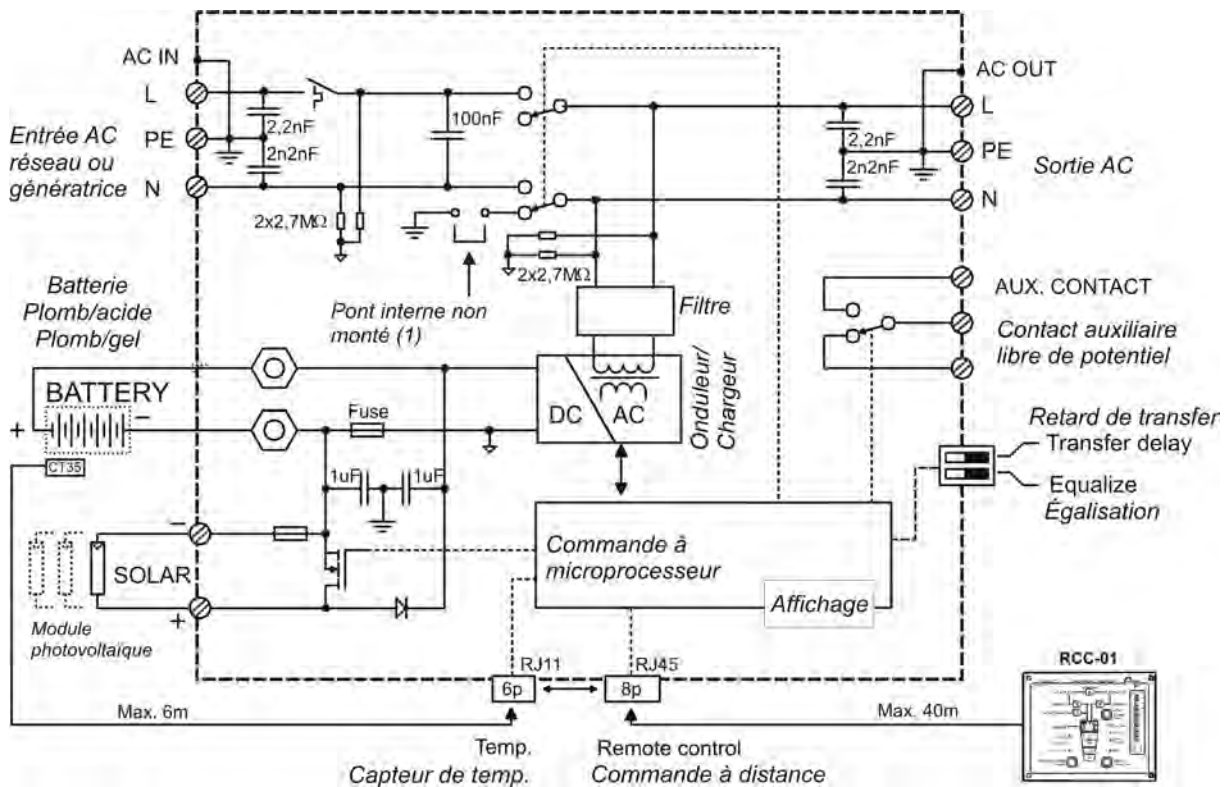 AC IN
L
PE
N
Entrée AC
réseau ou
gènératrice
2,2nF
2n2nF
100nF
2x2,7MΩ
2x2,7MΩ
2,2nF
2n2nF
AC OUT
L
PE
N
Sortie AC
Batterie
Plomb/acide
Plomb/gel
Pont interne non
monté (1)
Filtre
DC
AC
Onduleur/
Chargeur
AUX. CONTACT
Contact auxiliaire
libre de potentiel
BATTERY
+
−
CT35
Fuse
1uF
1uF
Retard de transfer
Transfer delay
Equalize
Égalisation
−
SOLAR
+
Module
photovoltaïque
Commande à
microprocesseur
Affichage
RJ11
6p
RJ45
8p
Max. 6m
Max. 40m
RCC-01
Temp.
Capteur de temp.
Remote control
Commande à distance